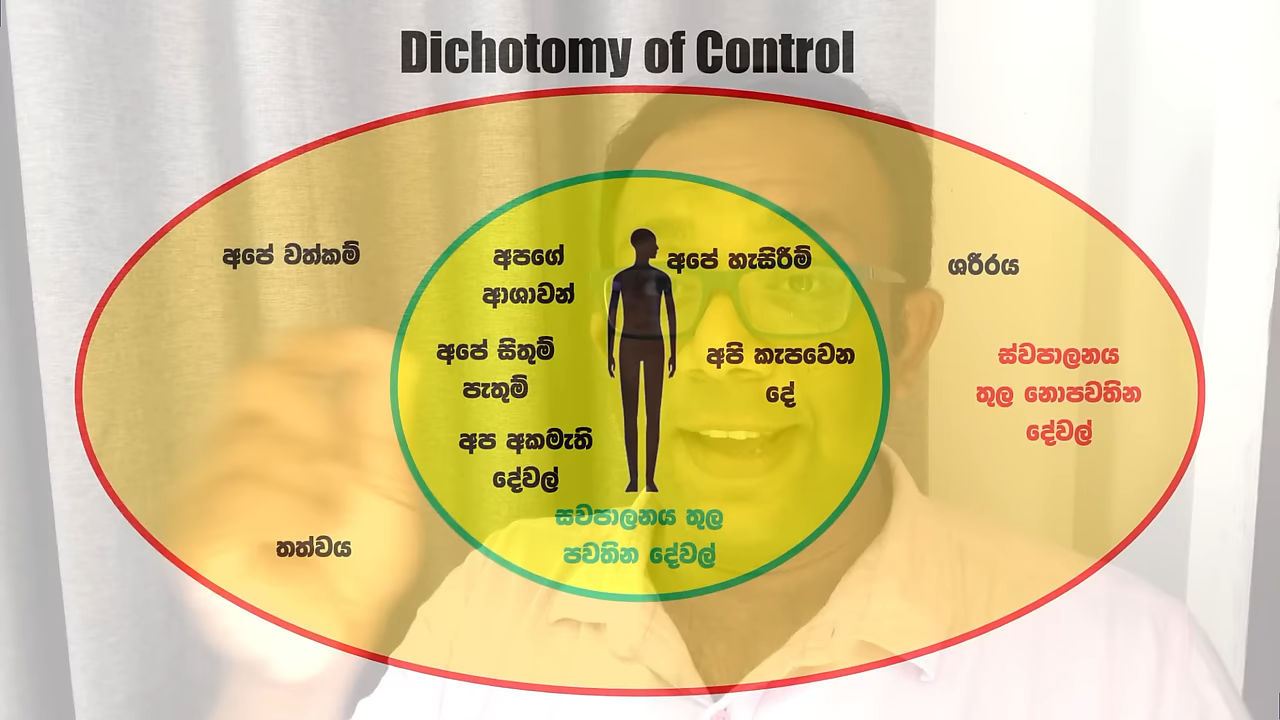 Dichotomy of Control
අපේ වත්කම්
අපගේ
ආශාවන්
අපේ හැසිරීම්
ශරීරය
අපේ සිතුම්
පැතුම්
අපි කැපවෙන
දේ
ස්වපාලනය
තුල නොපවතින
දේවල්
අප අකමැති
දේවල්
සවපාලනය තුල
පවතින දේවල්
තත්වය